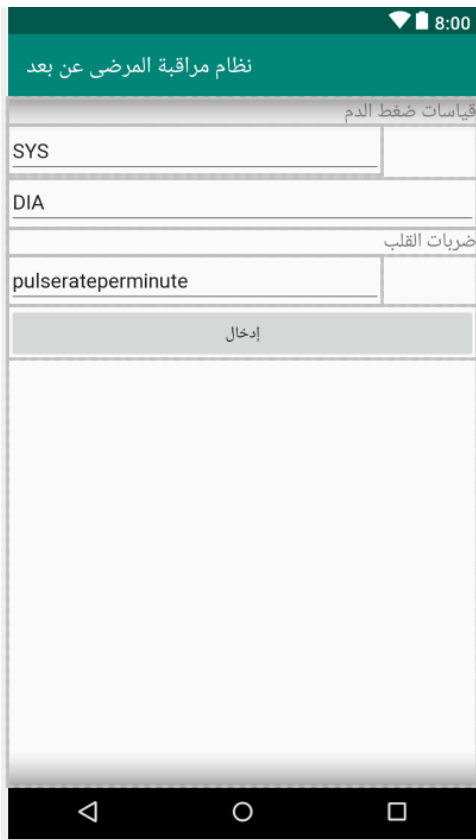 8:00
نظام مراقبة المرضى عن بعد
قياسات ضغط الدم
SYS
DIA
ضربات القلب
pulserateperminute
إدخال